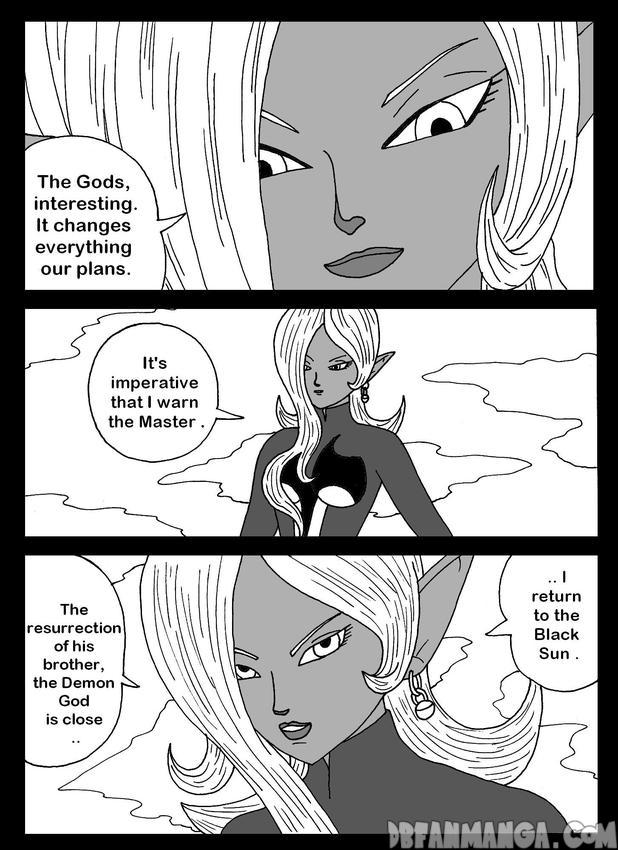 The Gods,
interesting.
It changes
everything
our plans.
It's
imperative
that I warn
the Master .
The
resurrection
of his
brother,
the Demon
God
is close
..
.. I
return
to the
Black
Sun .
DBFANMANGA.COM